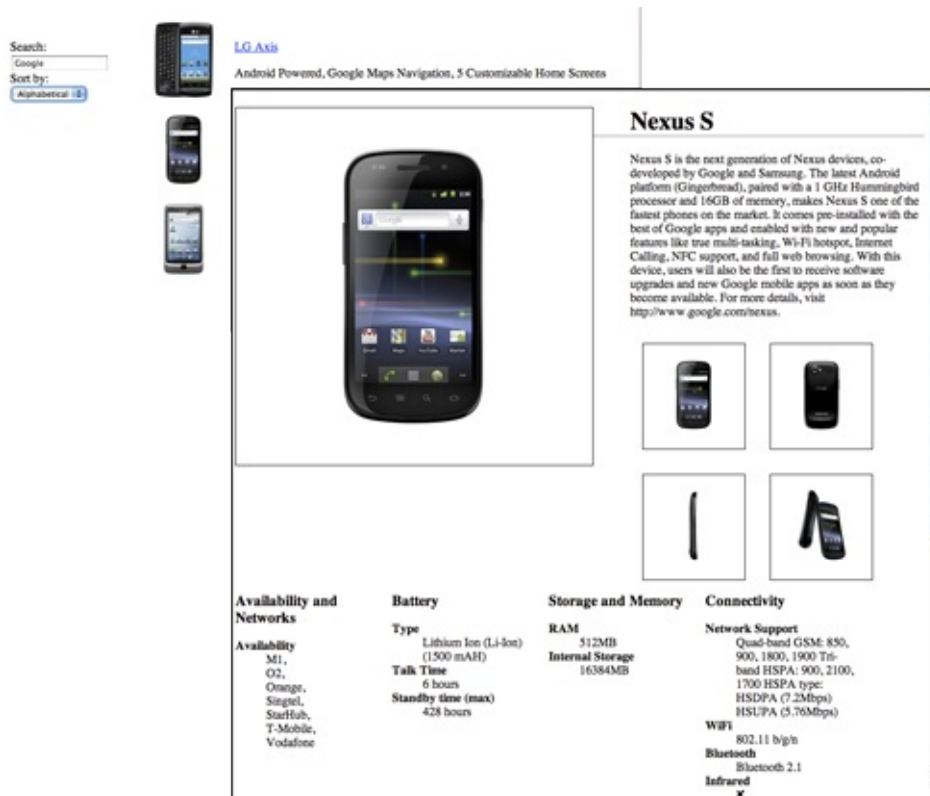 Search:
Google
Sort by:
Alphabetical
LG Axis
Android Powered, Google Maps Navigation, 5 Customizable Home Screens
Nexus S
Nexus S is the next generation of Nexus devices, co-
developed by Google and Samsung. The latest Android
platform (Gingerbread), paired with a 1 GHz Hummingbird
processor and 16GB of memory, makes Nexus S one of the
fastest phones on the market. It comes pre-installed with the
best of Google apps and enabled with new and popular
features like true multi-tasking, Wi-Fi hotspot, Internet
Calling, NFC support, and full web browsing. With this
device, users will also be the first to receive software
upgrades and new Google mobile apps as soon as they
become available. For more details, visit
http://www.google.com/nexus.
Google
Gmail Maps YouTube Market
Availability and
Networks
Availability
M1,
O2,
Orange,
Singtel,
StarHub,
T-Mobile,
Vodafone
Battery
Type
Lithium Ion (Li-Ion)
(1500 mAH)
Talk Time
6 hours
Standby time (max)
428 hours
Storage and Memory
RAM
512MB
Internal Storage
16384MB
Connectivity
Network Support
Quad-band GSM: 850,
900, 1800, 1900 Tri-
band HSPA: 900, 2100,
1700 HSPA type:
HSDPA (7.2Mbps)
HSUPA (5.76Mbps)
WiFi
802.11 b/g/n
Bluetooth
Bluetooth 2.1
Infrared